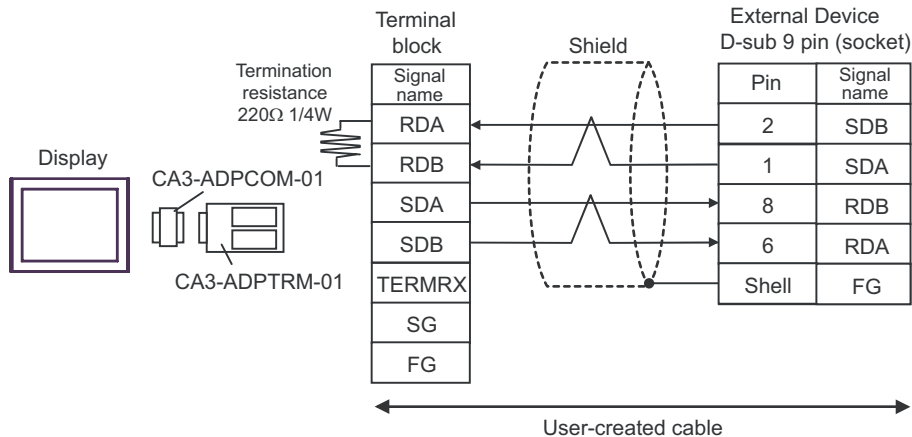 Terminal
block
External Device
D-sub 9 pin (socket)
Shield
Termination
resistance
220Ω 1/4W
Signal
name
Pin
Signal
name
RDA
2
SDB
RDB
1
SDA
Display
CA3-ADPCOM-01
SDA
8
RDB
SDB
6
RDA
CA3-ADPTRM-01
TERMRX
Shell
FG
SG
FG
User-created cable